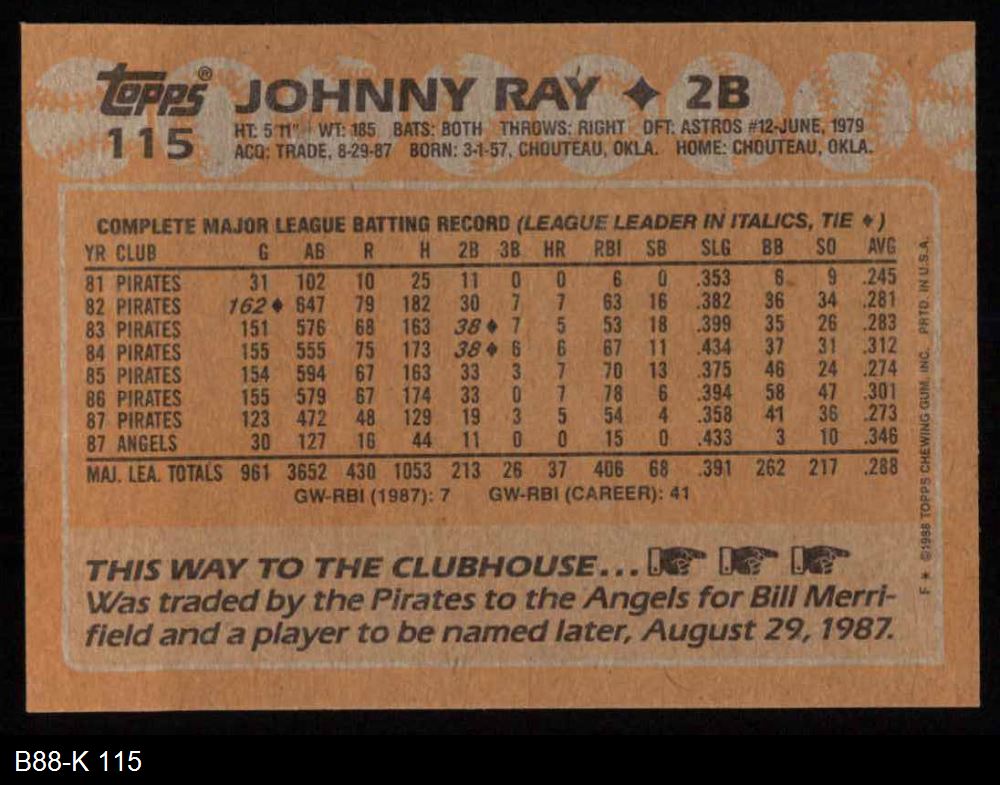 Topps® JOHNNY RAY ♦ 2B
115 HT: 5'11" WT: 185 BATS: BOTH THROWS: RIGHT DFT: ASTROS #12-JUNE, 1979
ACQ: TRADE, 8-29-87 BORN: 3-1-57, CHOUTEAU, OKLA. HOME: CHOUTEAU, OKLA.
COMPLETE MAJOR LEAGUE BATTING RECORD (LEAGUE LEADER IN ITALICS, TIE ♦)
YR CLUB G AB R H 2B 3B HR RBI SB SLG BB SO AVG
81 PIRATES 31 102 10 25 11 0 0 6 0 .353 6 9 .245
82 PIRATES 162♦ 647 79 182 30 7 7 63 16 .382 36 34 .281
83 PIRATES 151 576 68 163 38♦ 7 5 53 18 .399 35 26 .283
84 PIRATES 155 555 75 173 38♦ 6 6 67 11 .434 37 31 .312
85 PIRATES 154 594 67 163 33 3 7 70 13 .375 46 24 .274
86 PIRATES 155 579 67 174 33 0 7 78 6 .394 58 47 .301
87 PIRATES 123 472 48 129 19 3 5 54 4 .358 41 36 .273
87 ANGELS 30 127 16 44 11 0 0 15 0 .433 3 10 .346
MAJ. LEA. TOTALS 961 3652 430 1053 213 26 37 406 68 .391 262 217 .288
GW-RBI (1987): 7 GW-RBI (CAREER): 41
THIS WAY TO THE CLUBHOUSE...
Was traded by the Pirates to the Angels for Bill Merri-
field and a player to be named later, August 29, 1987.
F * ©1988 TOPPS CHEWING GUM, INC. PRTD. IN U.S.A.
B88-K 115